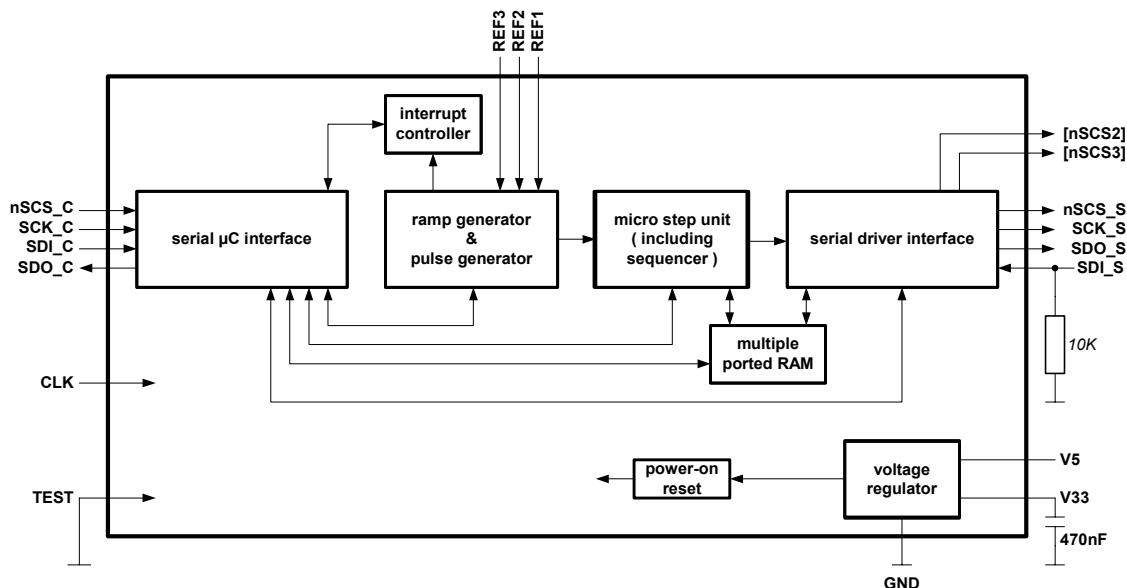 REF3
REF2
REF1
interrupt
controller
[nSCS2]
[nSCS3]
nSCS_C
SCK_C
SDI_C
SDO_C
serial µC interface
ramp generator
&
pulse generator
micro step unit
( including
sequencer )
serial driver interface
nSCS_S
SCK_S
SDO_S
SDI_S
multiple
ported RAM
10K
CLK
TEST
power-on
reset
voltage
regulator
V5
V33
470nF
GND